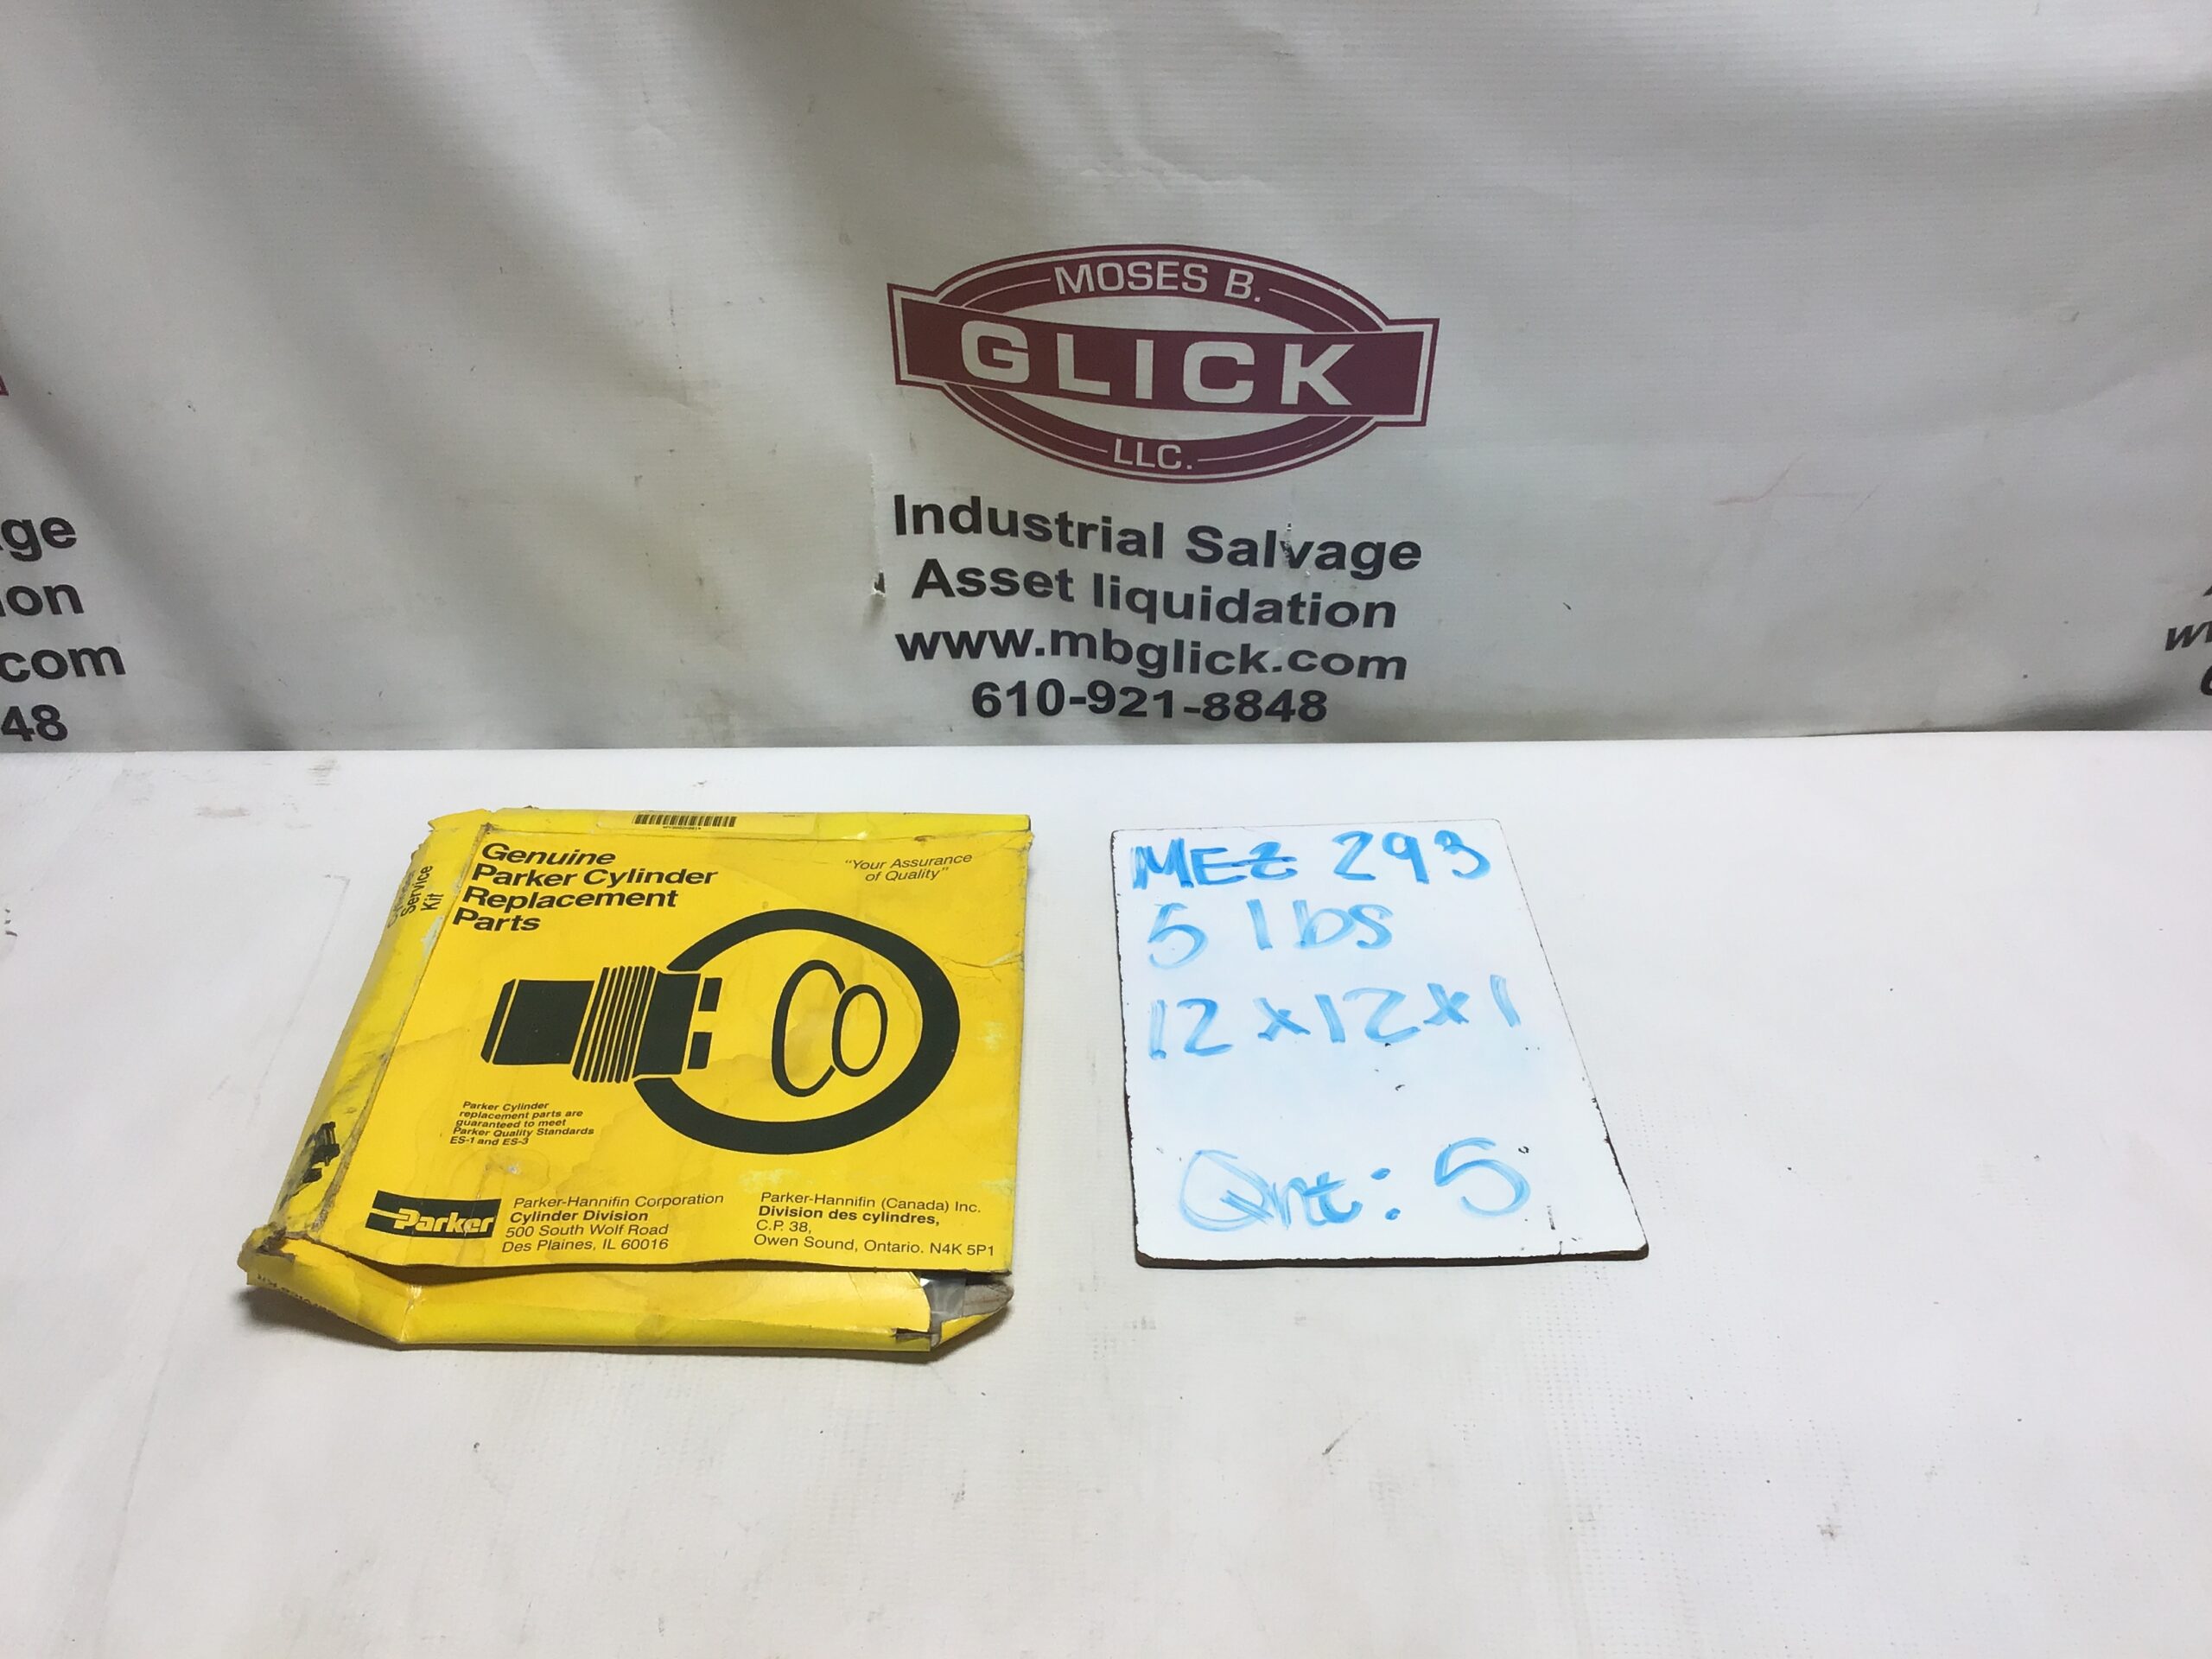 MOSES B.
GLICK
LLC.
Industrial Salvage
Asset liquidation
www.mbglick.com
610-921-8848
ge
on
com
48
Genuine
Parker Cylinder
Replacement
Parts
"Your Assurance
of Quality"
Service
Kit
Parker Cylinder
replacement parts are
guaranteed to meet
Parker Quality Standards
ES-1 and ES-3
Parker
Parker-Hannifin Corporation
Cylinder Division
500 South Wolf Road
Des Plaines, IL 60016
Parker-Hannifin (Canada) Inc.
Division des cylindres,
C.P. 38,
Owen Sound, Ontario. N4K 5P1
MEZ 293
5 lbs
12x12x1
Qnt: 5